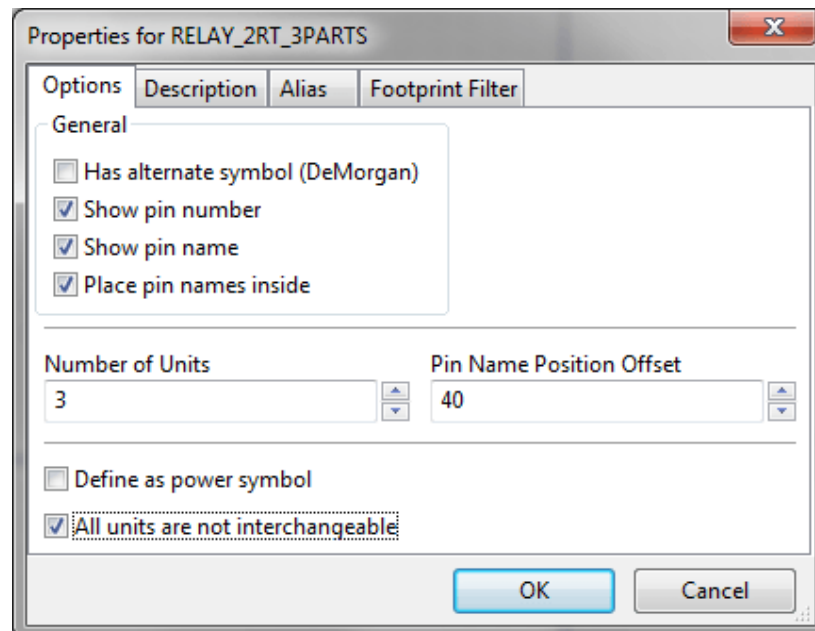 Properties for RELAY_2RT_3PARTS
X
Options Description Alias Footprint Filter
General
Has alternate symbol (DeMorgan)
Show pin number
Show pin name
Place pin names inside
Number of Units Pin Name Position Offset
3 40
Define as power symbol
All units are not interchangeable
OK Cancel